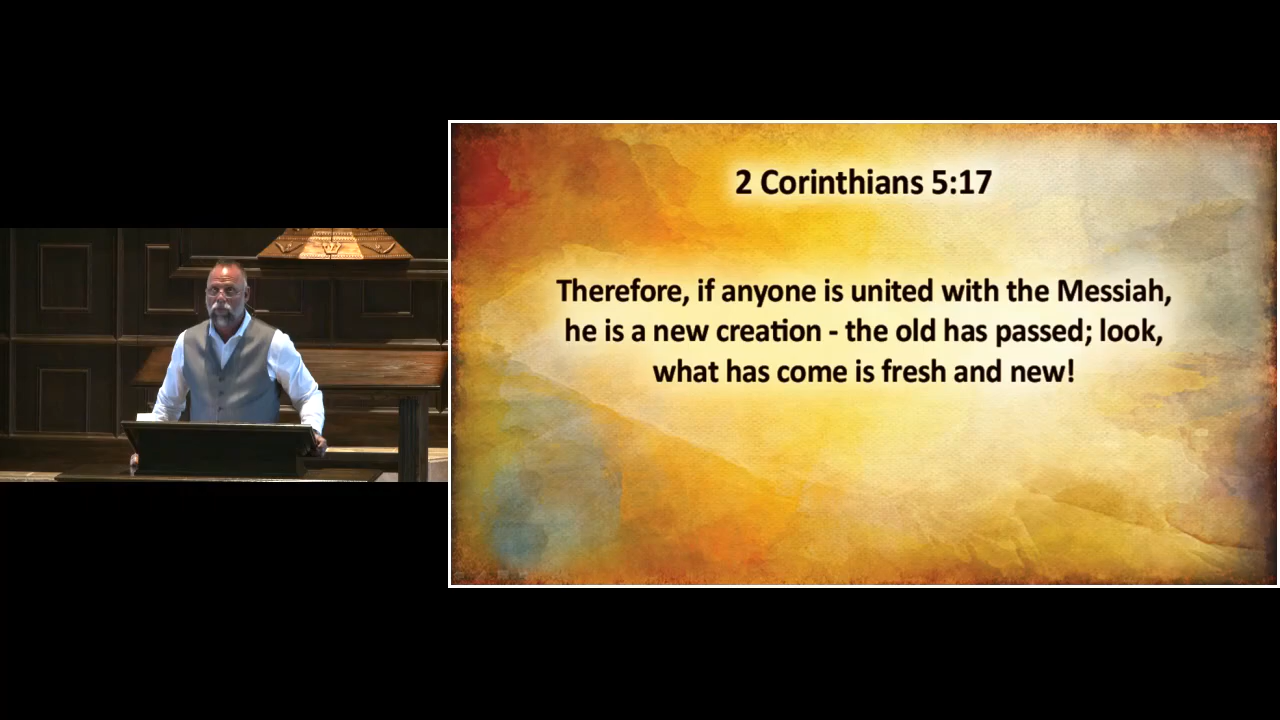 2 Corinthians 5:17
Therefore, if anyone is united with the Messiah,
he is a new creation - the old has passed; look,
what has come is fresh and new!